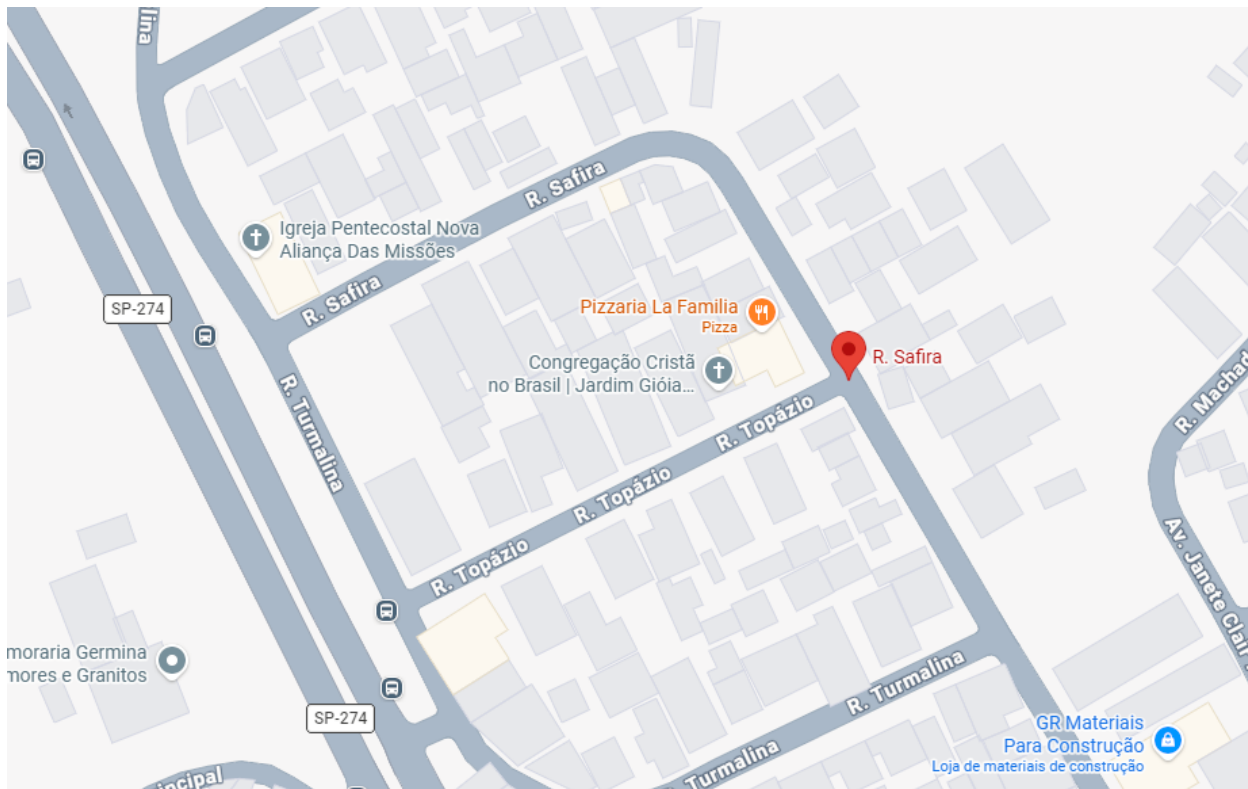 llina
R. Safira
Igreja Pentecostal Nova
Aliança Das Missões
R. Safira
SP-274
Pizzaria La Familia
Pizza
R. Safira
Congregação Cristã
no Brasil | Jardim Gióia...
R. Turmalina
R. Topázio
R. Topázio
R. Topázio
R. Machad
Av. Janete Clair
moraria Germina
mores e Granitos
SP-274
R. Turmalina
Turmalina
GR Materiais
Para Construção
Loja de materiais de construção
incipal